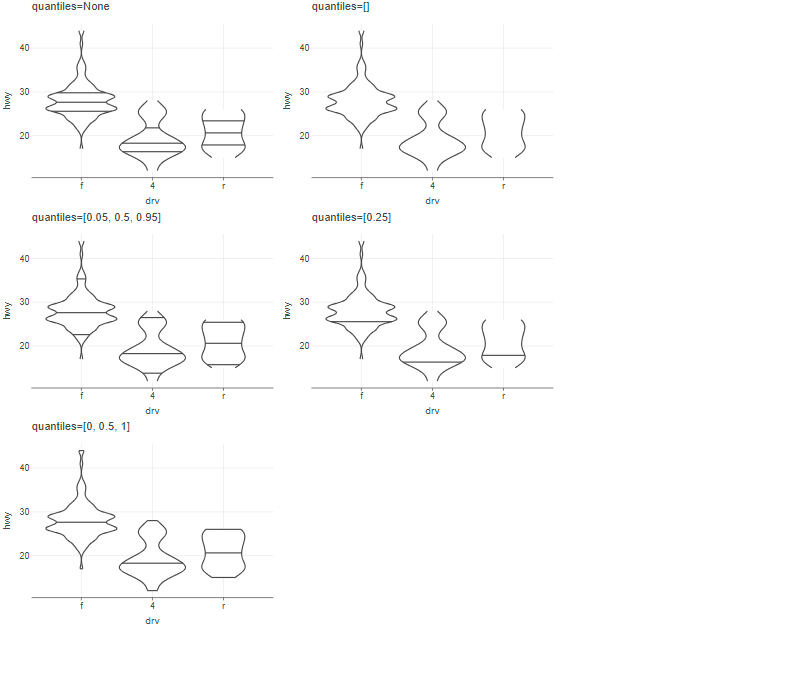 quantiles=None
hwy
40
30
20
f
4
r
drv
quantiles=[]
hwy
40
30
20
f
4
r
drv
quantiles=[0.05, 0.5, 0.95]
hwy
40
30
20
f
4
r
drv
quantiles=[0.25]
hwy
40
30
20
f
4
r
drv
quantiles=[0, 0.5, 1]
hwy
40
30
20
f
4
r
drv